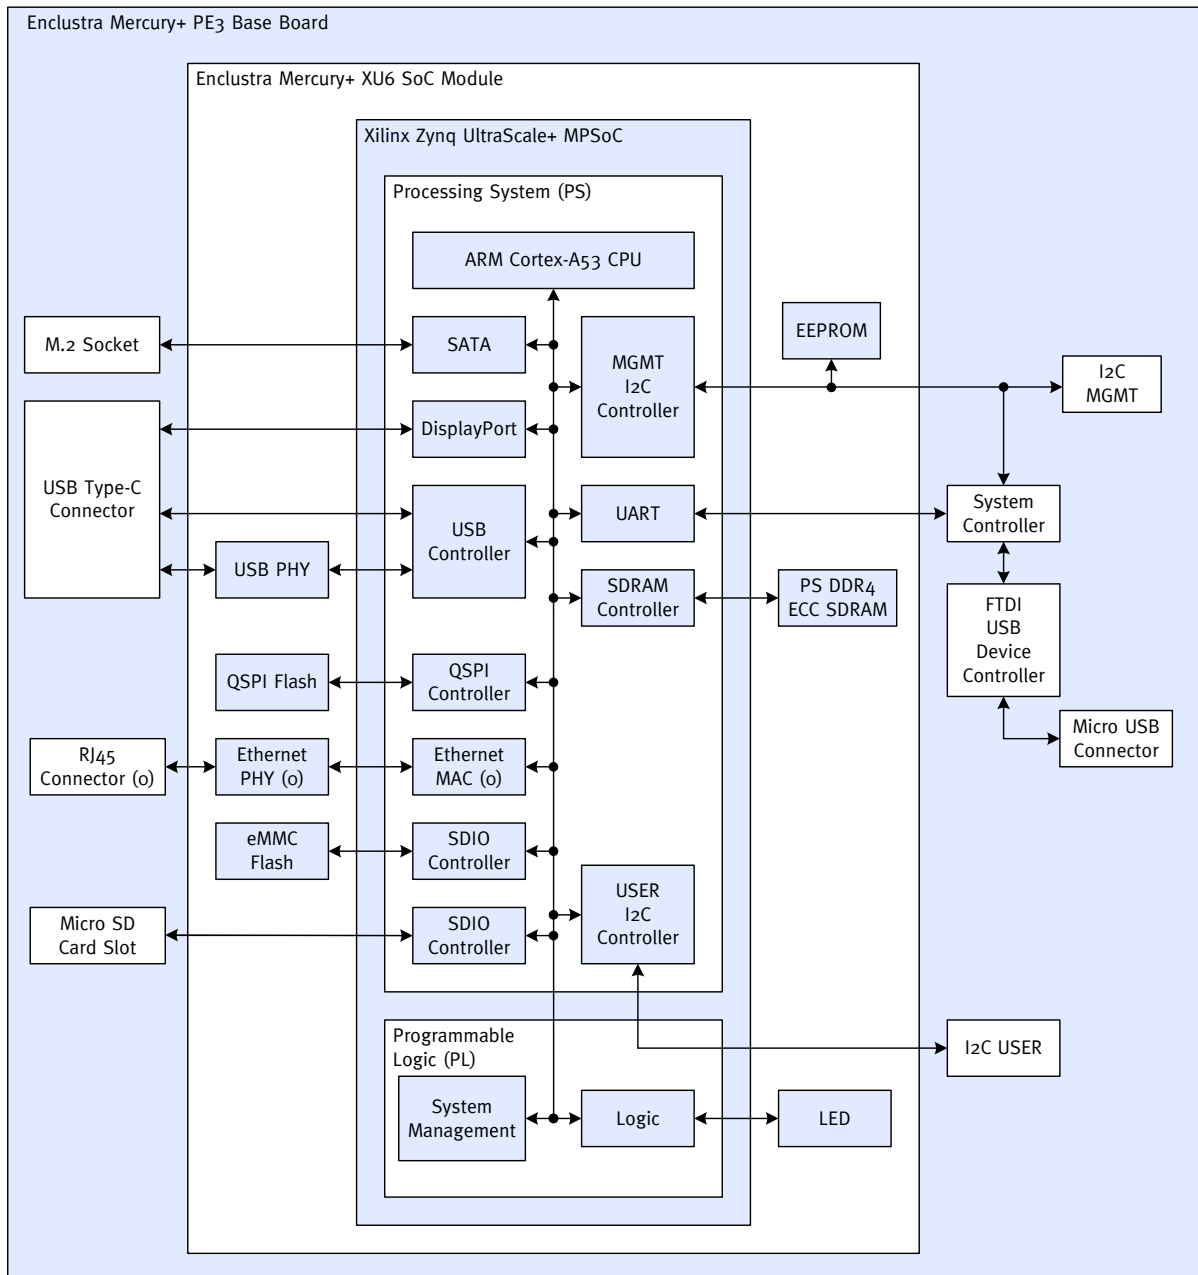 Enclustra Mercury+ PE3 Base Board
Enclustra Mercury+ XU6 SoC Module
Xilinx Zynq UltraScale+ MPSoC
Processing System (PS)
ARM Cortex-A53 CPU
M.2 Socket
SATA
MGMT
I2C
Controller
EEPROM
I2C
MGMT
DisplayPort
USB Type-C
Connector
USB
Controller
UART
System
Controller
USB PHY
SDRAM
Controller
PS DDR4
ECC SDRAM
FTDI
USB
Device
Controller
QSPI Flash
QSPI
Controller
RJ45
Connector (0)
Ethernet
PHY (0)
Ethernet
MAC (0)
Micro USB
Connector
eMMC
Flash
SDIO
Controller
USER
I2C
Controller
Micro SD
Card Slot
SDIO
Controller
Programmable
Logic (PL)
I2C USER
System
Management
Logic
LED